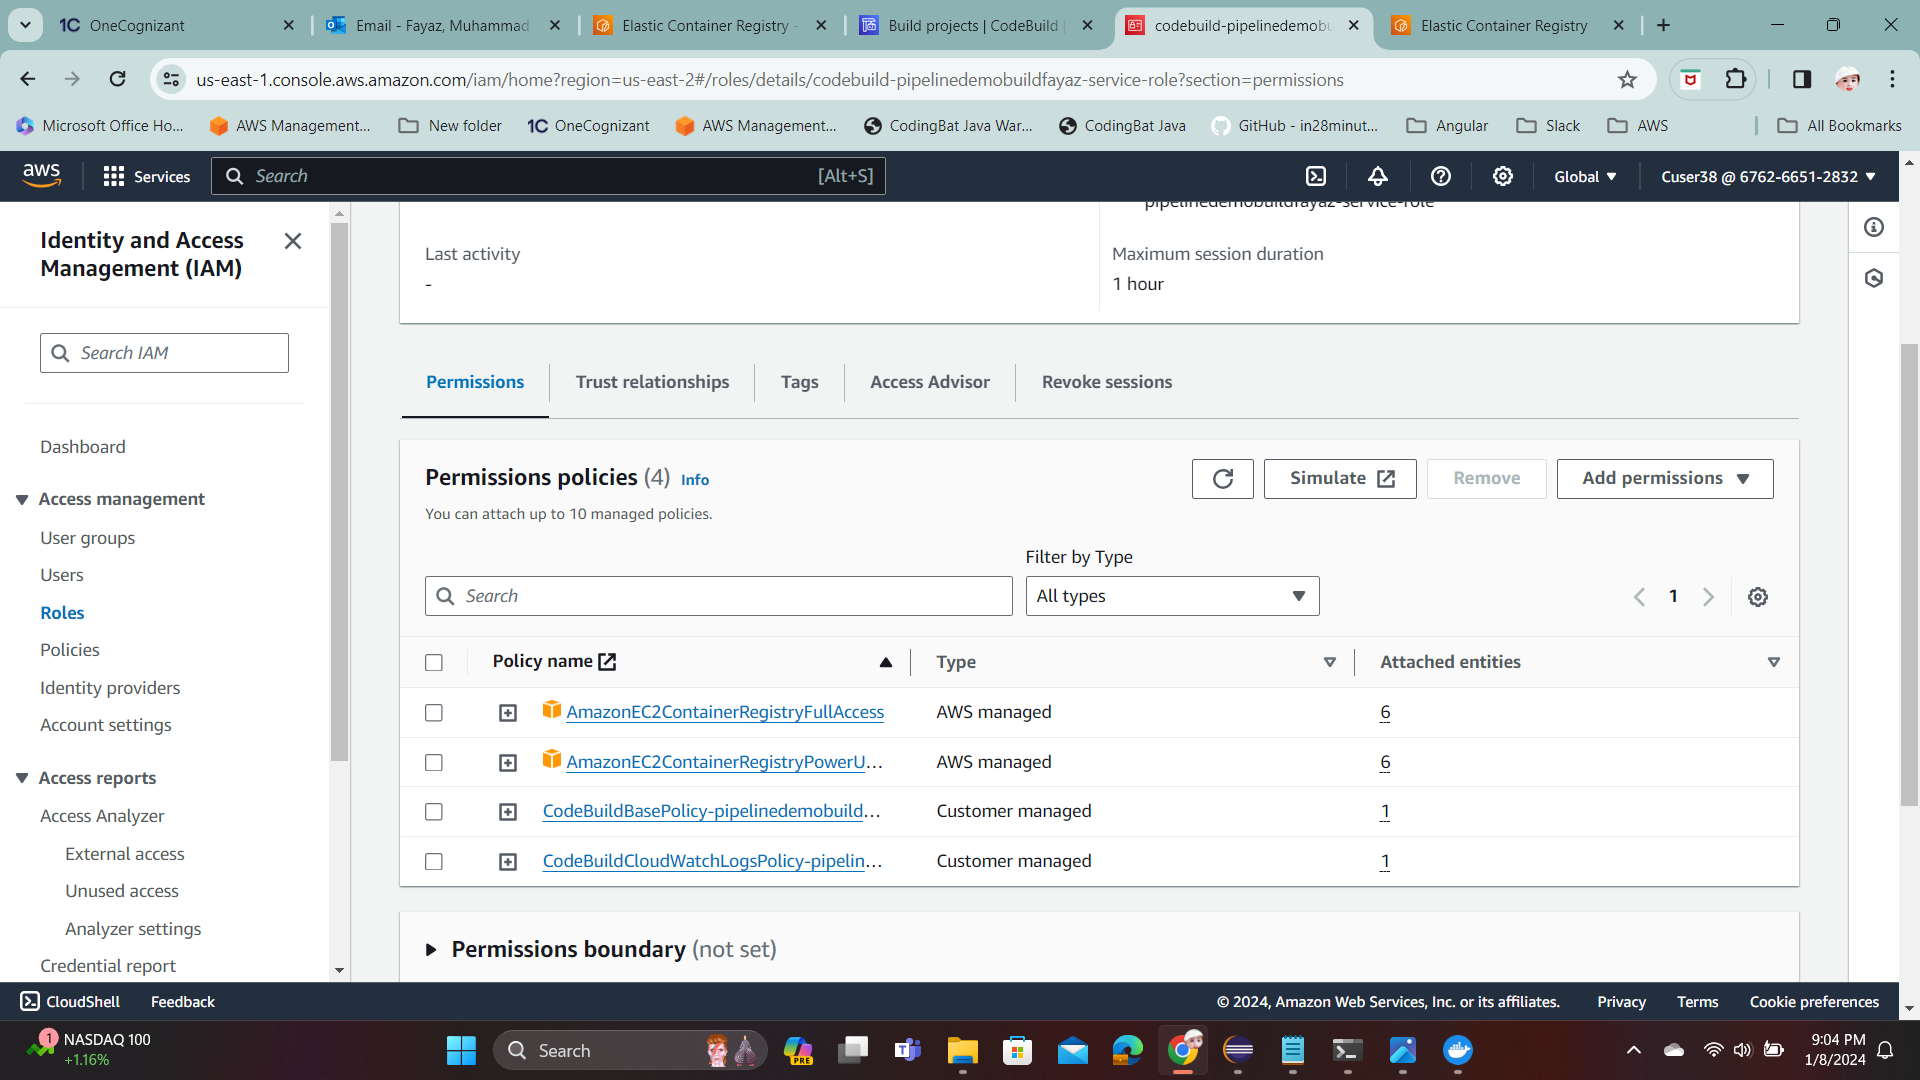 OneCognizant
Email - Fayaz, Muhammad
Elastic Container Registry -
Build projects | CodeBuild |
codebuild-pipelinedemobu
Elastic Container Registry
us-east-1.console.aws.amazon.com/iam/home?region=us-east-2#/roles/details/codebuild-pipelinedemobuildfayaz-service-role?section=permissions
Microsoft Office Ho...
AWS Management...
New folder
1C OneCognizant
AWS Management...
CodingBat Java War...
CodingBat Java
GitHub - in28minut...
Angular
Slack
AWS
All Bookmarks
aws
Services
Search
[Alt+S]
Global
Cuser38 @ 6762-6651-2832
Identity and Access
Management (IAM)
Search IAM
Dashboard
Access management
User groups
Users
Roles
Policies
Identity providers
Account settings
Access reports
Access Analyzer
External access
Unused access
Analyzer settings
Credential report
pipelinedemobuildfayaz-service-role
Last activity
-
Maximum session duration
1 hour
Permissions
Trust relationships
Tags
Access Advisor
Revoke sessions
Permissions policies (4) Info
You can attach up to 10 managed policies.
Simulate
Remove
Add permissions
Filter by Type
Search
All types
1
Policy name
Type
Attached entities
AmazonEC2ContainerRegistryFullAccess
AWS managed
6
AmazonEC2ContainerRegistryPowerU...
AWS managed
6
CodeBuildBasePolicy-pipelinedemobuild...
Customer managed
1
CodeBuildCloudWatchLogsPolicy-pipelin...
Customer managed
1
Permissions boundary (not set)
CloudShell
Feedback
© 2024, Amazon Web Services, Inc. or its affiliates.
Privacy
Terms
Cookie preferences
1
NASDAQ 100
+1.16%
Search
PRE
9:04 PM
1/8/2024